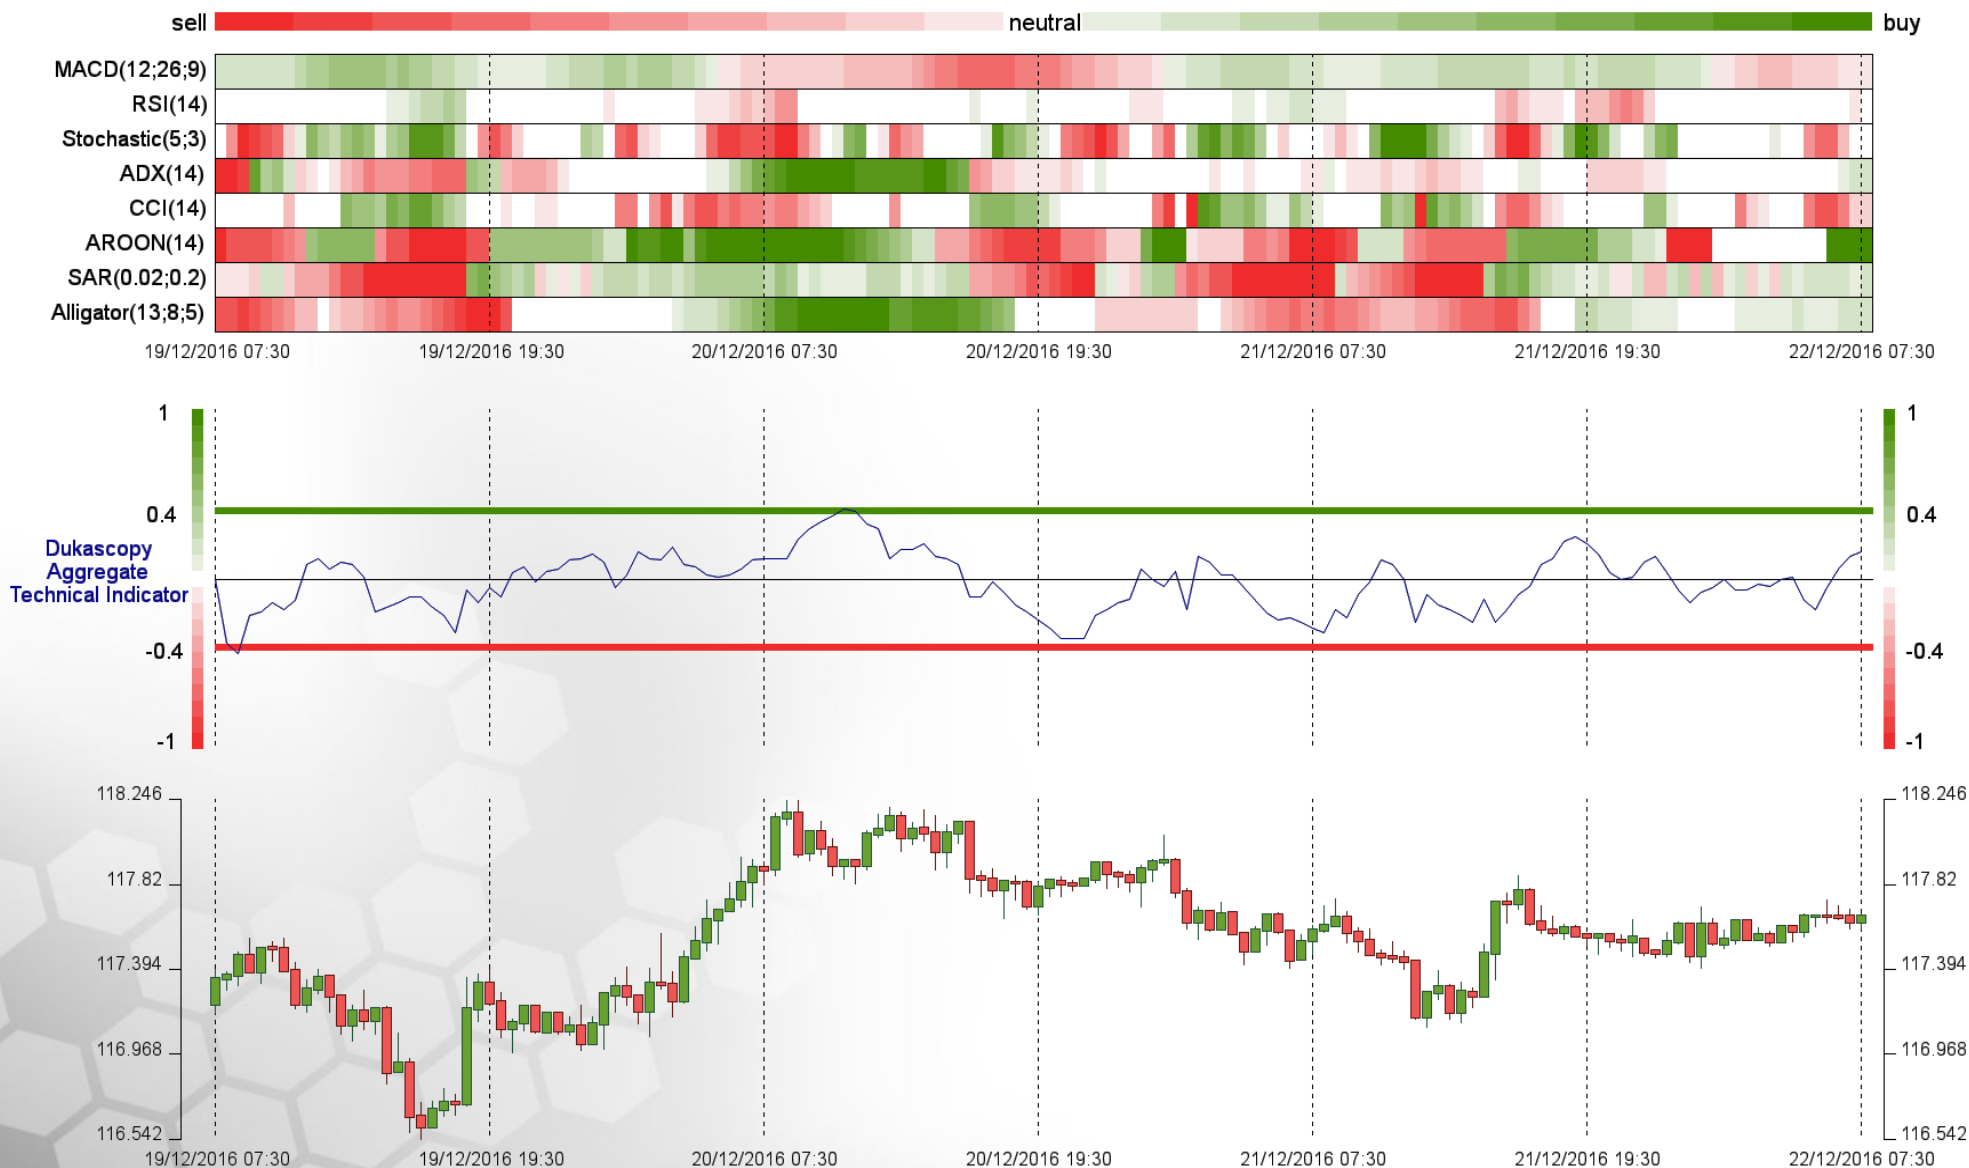 sell neutral buy
MACD(12;26;9)
RSI(14)
Stochastic(5;3)
ADX(14)
CCI(14)
AROON(14)
SAR(0.02;0.2)
Alligator(13;8;5)
19/12/2016 07:30 19/12/2016 19:30 20/12/2016 07:30 20/12/2016 19:30 21/12/2016 07:30 21/12/2016 19:30 22/12/2016 07:30
1 1
0.4 0.4
Dukascopy
Aggregate
Technical Indicator
-0.4 -0.4
-1 -1
118.246 118.246
117.82 117.82
117.394 117.394
116.968 116.968
116.542 116.542
19/12/2016 07:30 19/12/2016 19:30 20/12/2016 07:30 20/12/2016 19:30 21/12/2016 07:30 21/12/2016 19:30 22/12/2016 07:30